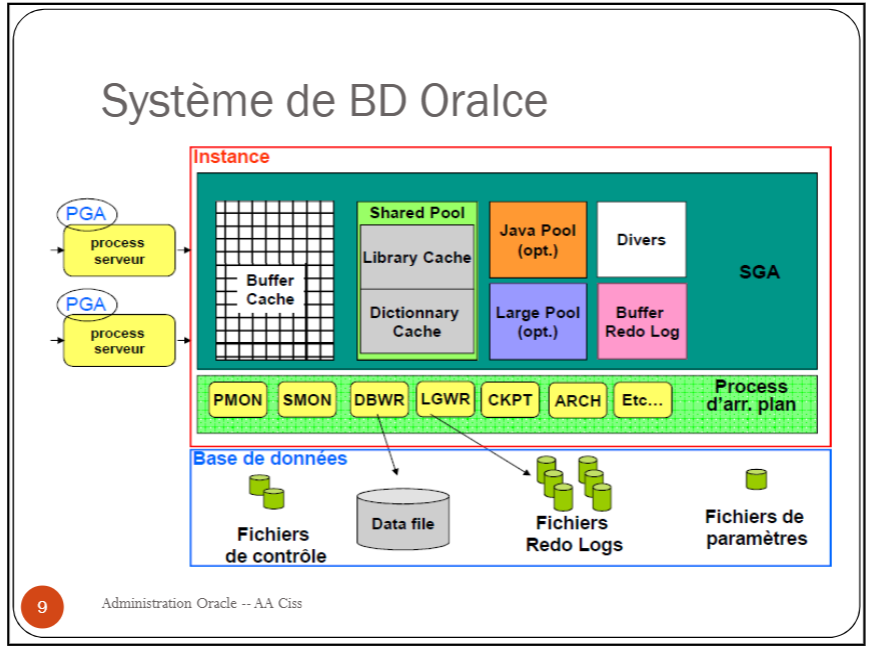 Système de BD Oralce
Instance
PGA
process
serveur
PGA
process
serveur
Buffer
Cache
Shared Pool
Library Cache
Dictionnary
Cache
Java Pool
(opt.)
Large Pool
(opt.)
Divers
Buffer
Redo Log
SGA
PMON
SMON
DBWR
LGWR
CKPT
ARCH
Etc...
Process
d'arr. plan
Base de données
Fichiers
de contrôle
Data file
Fichiers
Redo Logs
Fichiers de
paramètres
9
Administration Oracle -- AA Ciss